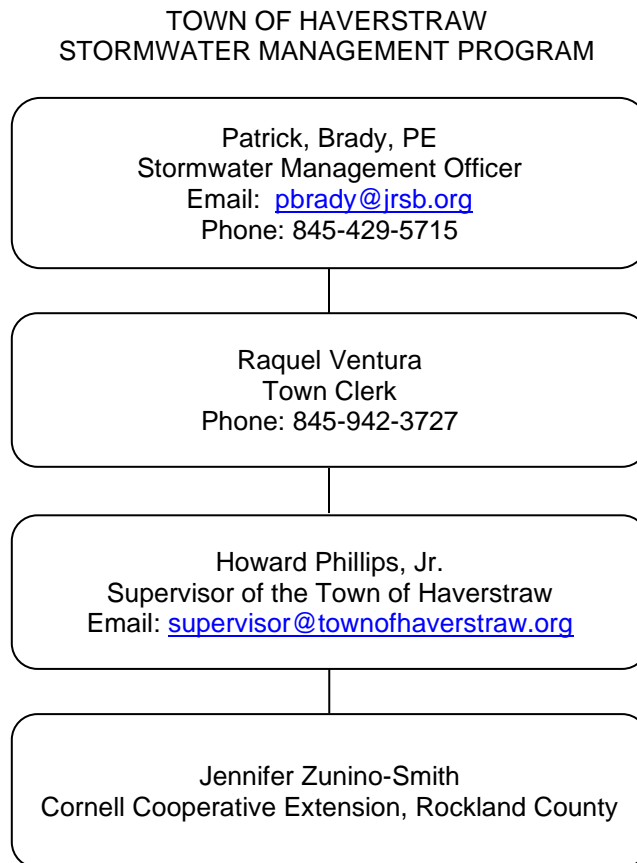 TOWN OF HAVERSTRAW
STORMWATER MANAGEMENT PROGRAM
Patrick, Brady, PE
Stormwater Management Officer
Email: pbrady@jrsb.org
Phone: 845-429-5715
Raquel Ventura
Town Clerk
Phone: 845-942-3727
Howard Phillips, Jr.
Supervisor of the Town of Haverstraw
Email: supervisor@townofhaverstraw.org
Jennifer Zunino-Smith
Cornell Cooperative Extension, Rockland County